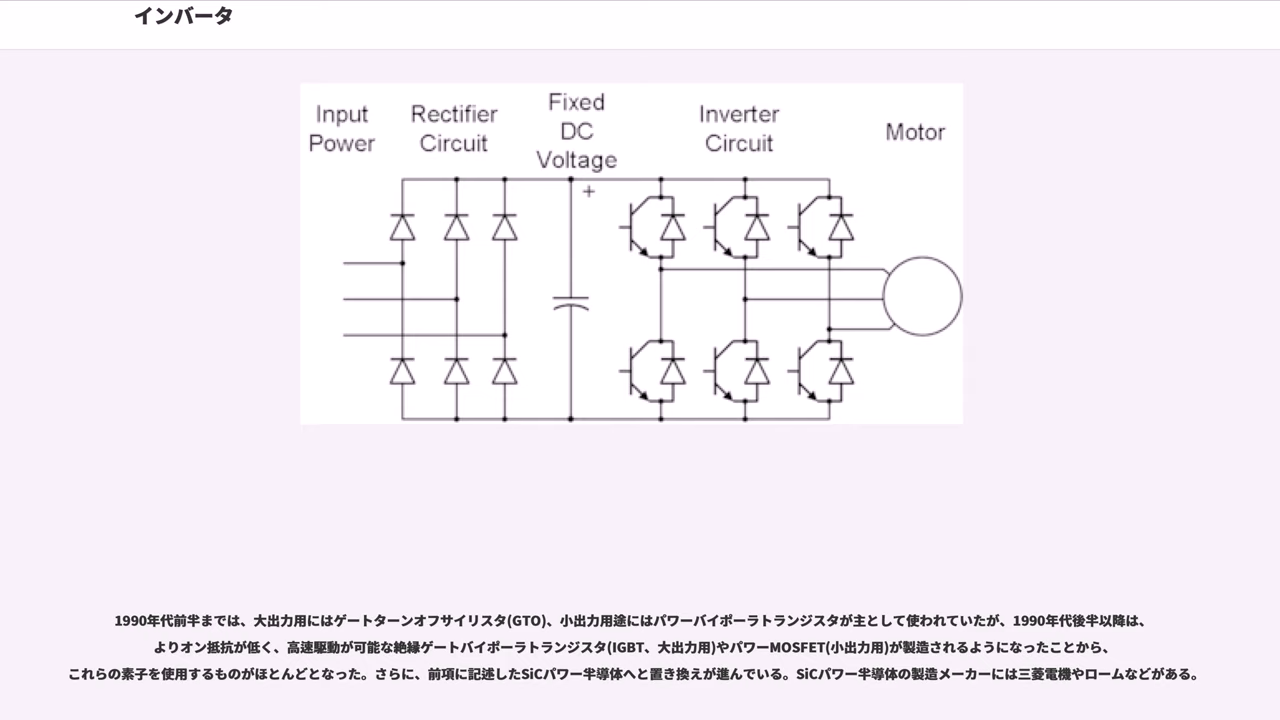 インバータ
Input
Power
Rectifier
Circuit
Fixed
DC
Voltage
Inverter
Circuit
Motor
+
1990年代前半までは、大出力用にはゲートターンオフサイリスタ(GTO)、小出力用途にはパワーバイポーラトランジスタが主として使われていたが、1990年代後半以降は、
よりオン抵抗が低く、高速駆動が可能な絶縁ゲートバイポーラトランジスタ(IGBT、大出力用)やパワーMOSFET(小出力用)が製造されるようになったことから、
これらの素子を使用するものがほとんどとなった。さらに、前項に記述したSiCパワー半導体へと置き換えが進んでいる。SiCパワー半導体の製造メーカーには三菱電機やロームなどがある。